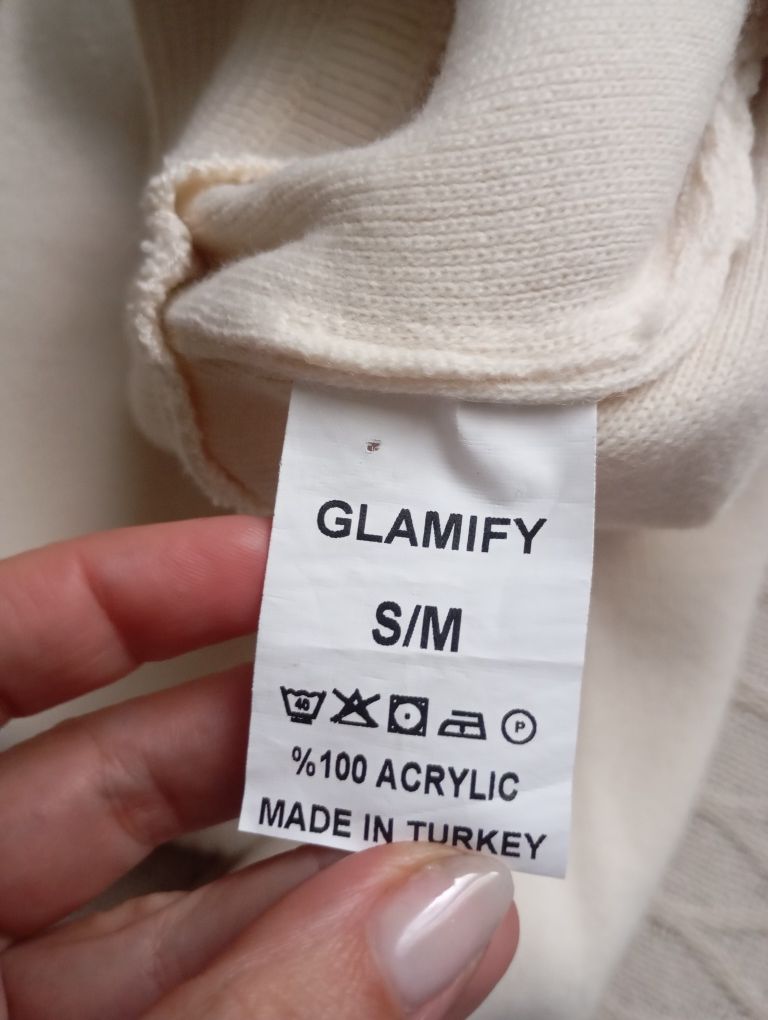 GLAMIFY
S/M
40 P
%100 ACRYLIC
MADE IN TURKEY